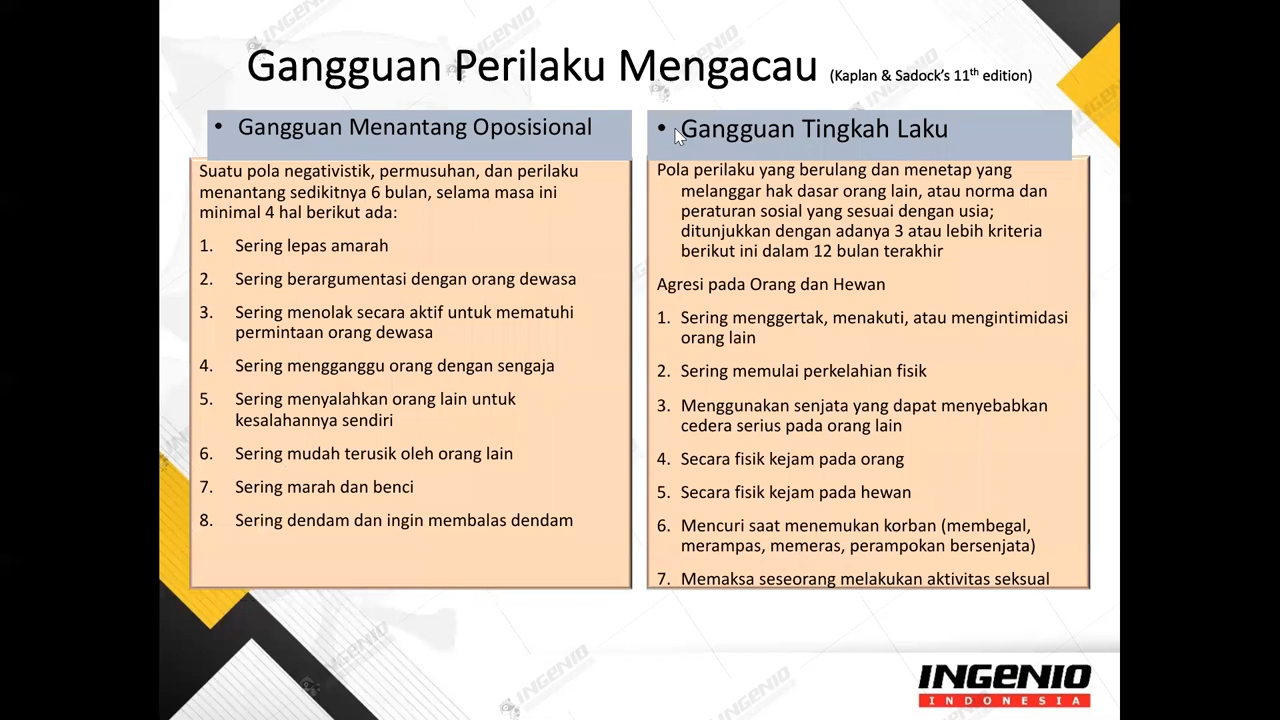 Gangguan Perilaku Mengacau (Kaplan & Sadock's 11th edition)
• Gangguan Menantang Oposisional
Suatu pola negativistik, permusuhan, dan perilaku
menantang sedikitnya 6 bulan, selama masa ini
minimal 4 hal berikut ada:
1. Sering lepas amarah
2. Sering berargumentasi dengan orang dewasa
3. Sering menolak secara aktif untuk mematuhi
permintaan orang dewasa
4. Sering mengganggu orang dengan sengaja
5. Sering menyalahkan orang lain untuk
kesalahannya sendiri
6. Sering mudah terusik oleh orang lain
7. Sering marah dan benci
8. Sering dendam dan ingin membalas dendam
• Gangguan Tingkah Laku
Pola perilaku yang berulang dan menetap yang
melanggar hak dasar orang lain, atau norma dan
peraturan sosial yang sesuai dengan usia;
ditunjukkan dengan adanya 3 atau lebih kriteria
berikut ini dalam 12 bulan terakhir
Agresi pada Orang dan Hewan
1. Sering menggertak, menakuti, atau mengintimidasi
orang lain
2. Sering memulai perkelahian fisik
3. Menggunakan senjata yang dapat menyebabkan
cedera serius pada orang lain
4. Secara fisik kejam pada orang
5. Secara fisik kejam pada hewan
6. Mencuri saat menemukan korban (membegal,
merampas, memeras, perampokan bersenjata)
7. Memaksa seseorang melakukan aktivitas seksual
INGENIO
INDONESIA